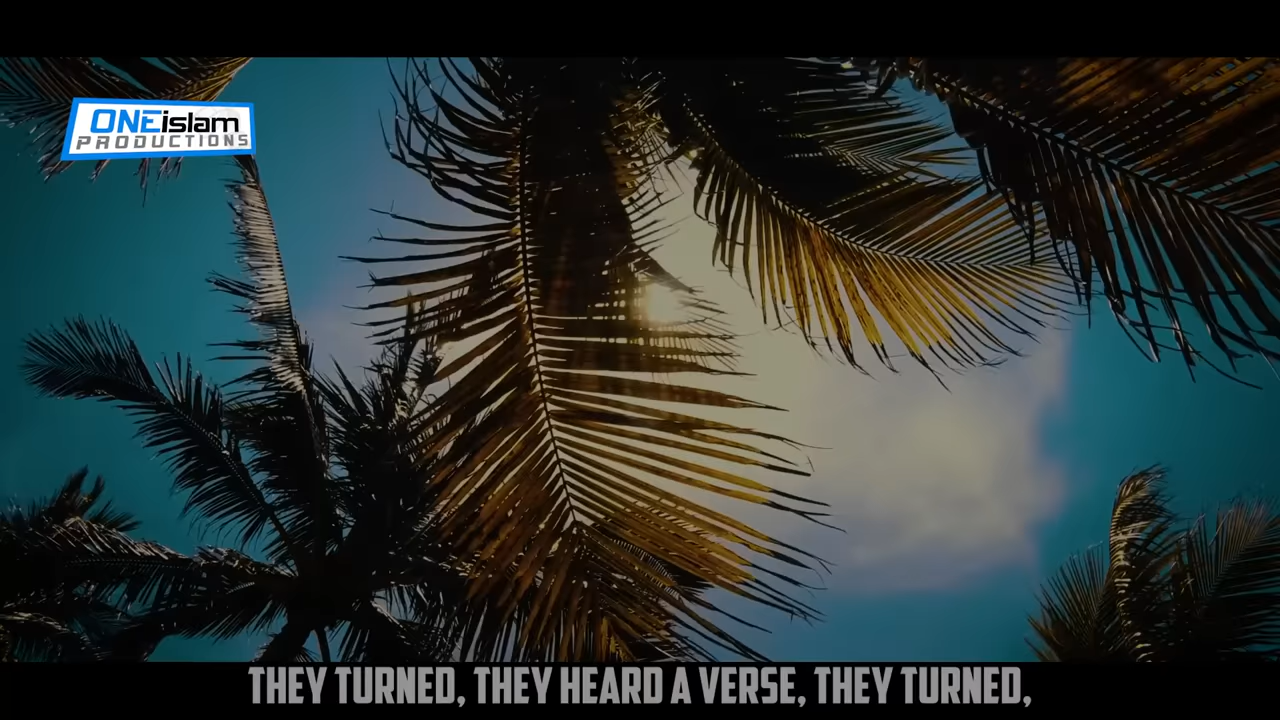 ONEislam
PRODUCTIONS
THEY TURNED, THEY HEARD A VERSE, THEY TURNED,